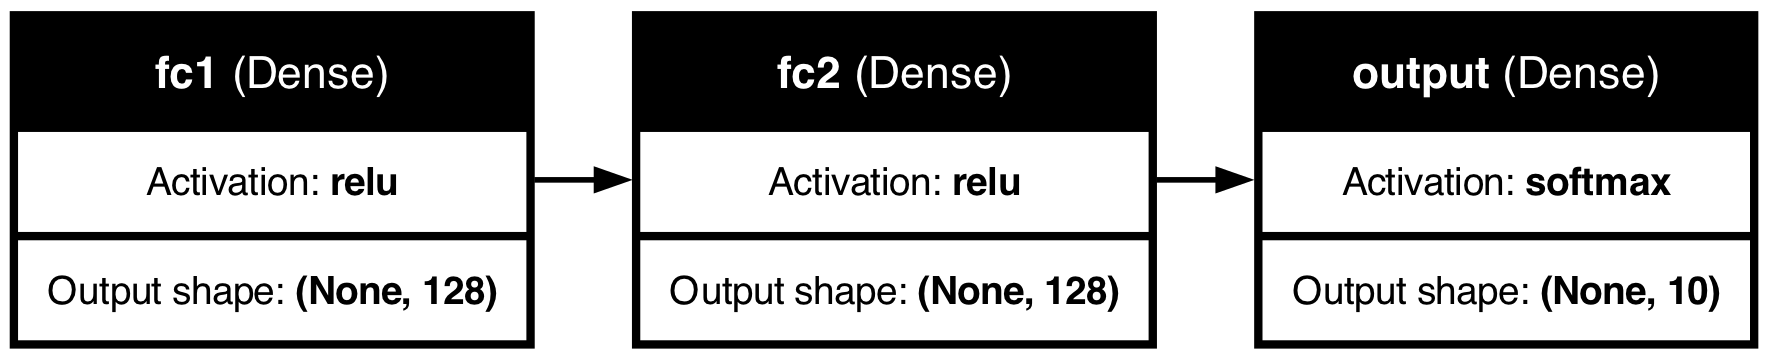 fc1 (Dense)
Activation: relu
Output shape: (None, 128)
fc2 (Dense)
Activation: relu
Output shape: (None, 128)
output (Dense)
Activation: softmax
Output shape: (None, 10)